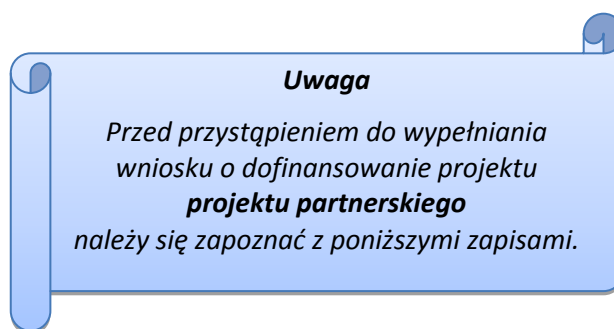 Uwaga
Przed przystąpieniem do wypełniania
wniosku o dofinansowanie projektu
projektu partnerskiego
należy się zapoznać z poniższymi zapisami.